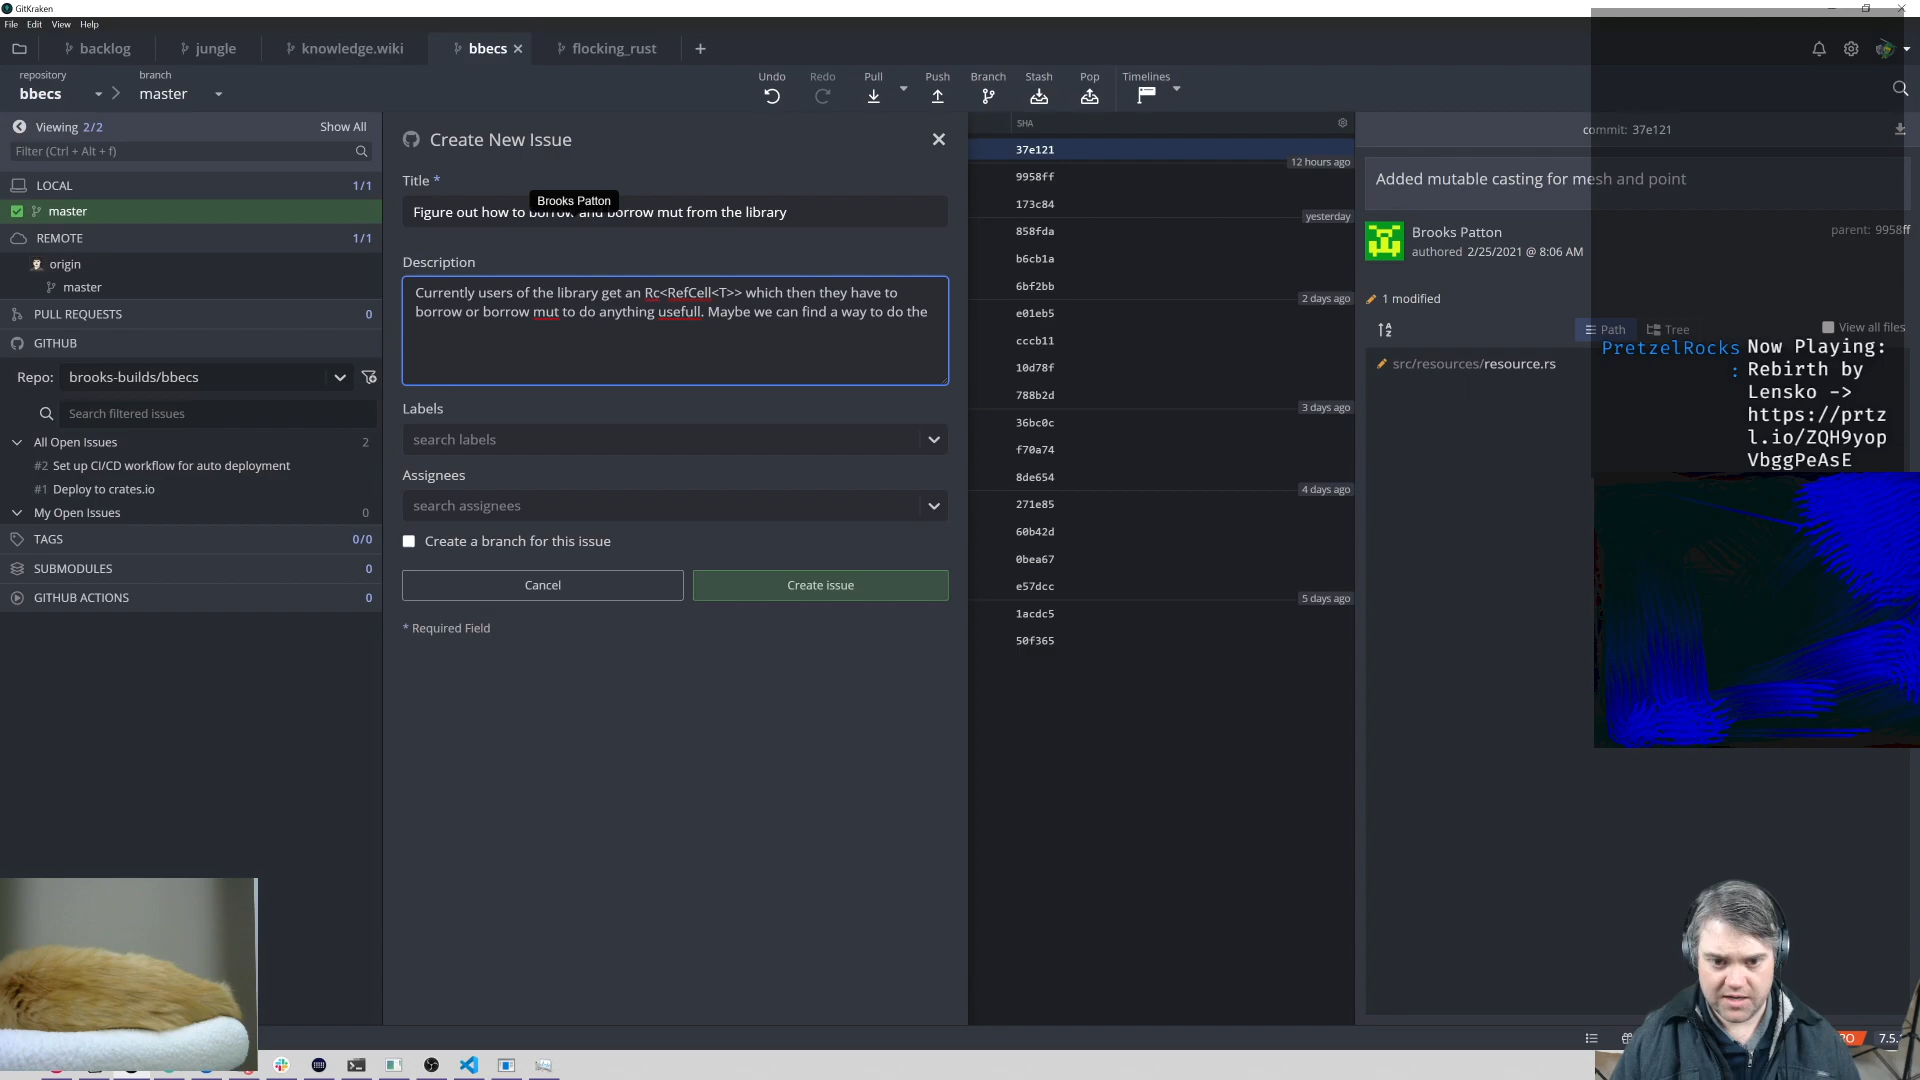 GitKraken
File Edit View Help
backlog
jungle
knowledge.wiki
bbecs
flocking_rust
repository
bbecs
branch
master
Undo
Redo
Pull
Push
Branch
Stash
Pop
Timelines
Viewing 2/2
Show All
Filter (Ctrl + Alt + f)
LOCAL 1/1
master
REMOTE 1/1
origin
master
PULL REQUESTS 0
GITHUB
Repo: brooks-builds/bbecs
Search filtered issues
All Open Issues 2
#2 Set up CI/CD workflow for auto deployment
#1 Deploy to crates.io
My Open Issues 0
TAGS 0/0
SUBMODULES 0
GITHUB ACTIONS 0
Create New Issue
Title *
Brooks Patton
Figure out how to borrow and borrow mut from the library
Description
Currently users of the library get an Rc<RefCell<T>> which then they have to
borrow or borrow mut to do anything usefull. Maybe we can find a way to do the
Labels
search labels
Assignees
search assignees
Create a branch for this issue
Cancel
Create issue
* Required Field
SHA
37e121
12 hours ago
9958ff
173c84
yesterday
858fda
b6cb1a
6bf2bb
2 days ago
e01eb5
cccb11
10d78f
788b2d
3 days ago
36bc0c
f70a74
8de654
4 days ago
271e85
60b42d
0bea67
e57dcc
5 days ago
1acdc5
50f365
commit: 37e121
Added mutable casting for mesh and point
Brooks Patton
authored 2/25/2021 @ 8:06 AM
parent: 9958ff
1 modified
Path
Tree
View all files
src/resources/resource.rs
PretzelRocks
: Now Playing:
Rebirth by
Lensko ->
https://prtz
l.io/ZQH9yop
VbggPeAsE
7.5.